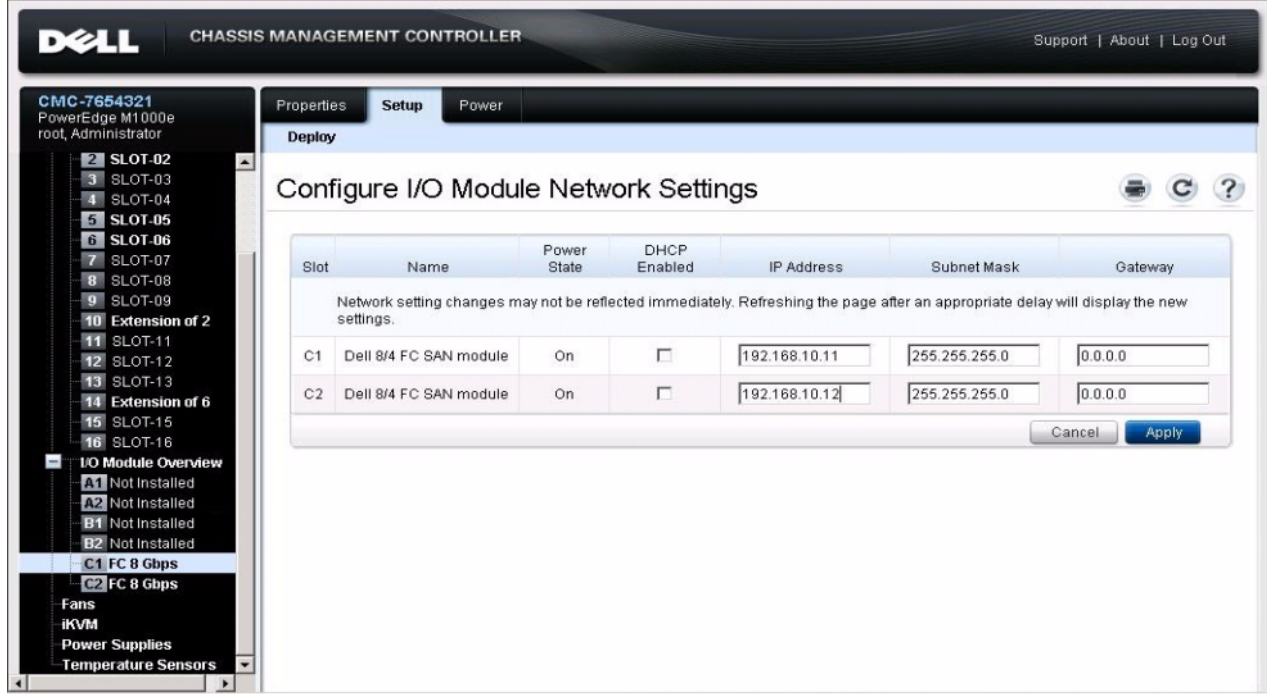 DELL
CHASSIS MANAGEMENT CONTROLLER
Support | About | Log Out
CMC-7654321
PowerEdge M1000e
root, Administrator
2 SLOT-02
3 SLOT-03
4 SLOT-04
5 SLOT-05
6 SLOT-06
7 SLOT-07
8 SLOT-08
9 SLOT-09
10 Extension of 2
11 SLOT-11
12 SLOT-12
13 SLOT-13
14 Extension of 6
15 SLOT-15
16 SLOT-16
I/O Module Overview
A1 Not Installed
A2 Not Installed
B1 Not Installed
B2 Not Installed
C1 FC 8 Gbps
C2 FC 8 Gbps
Fans
iKVM
Power Supplies
Temperature Sensors
Properties Setup Power
Deploy
Configure I/O Module Network Settings
?
Slot Name Power State DHCP Enabled IP Address Subnet Mask Gateway
Network setting changes may not be reflected immediately. Refreshing the page after an appropriate delay will display the new
settings.
C1 Dell 8/4 FC SAN module On 192.168.10.11 255.255.255.0 0.0.0.0
C2 Dell 8/4 FC SAN module On 192.168.10.12 255.255.255.0 0.0.0.0
Cancel Apply